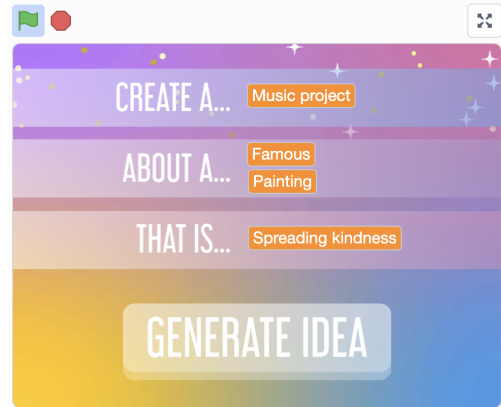 CREATE A... Music project
ABOUT A... Famous
Painting
THAT IS... Spreading kindness
GENERATE IDEA